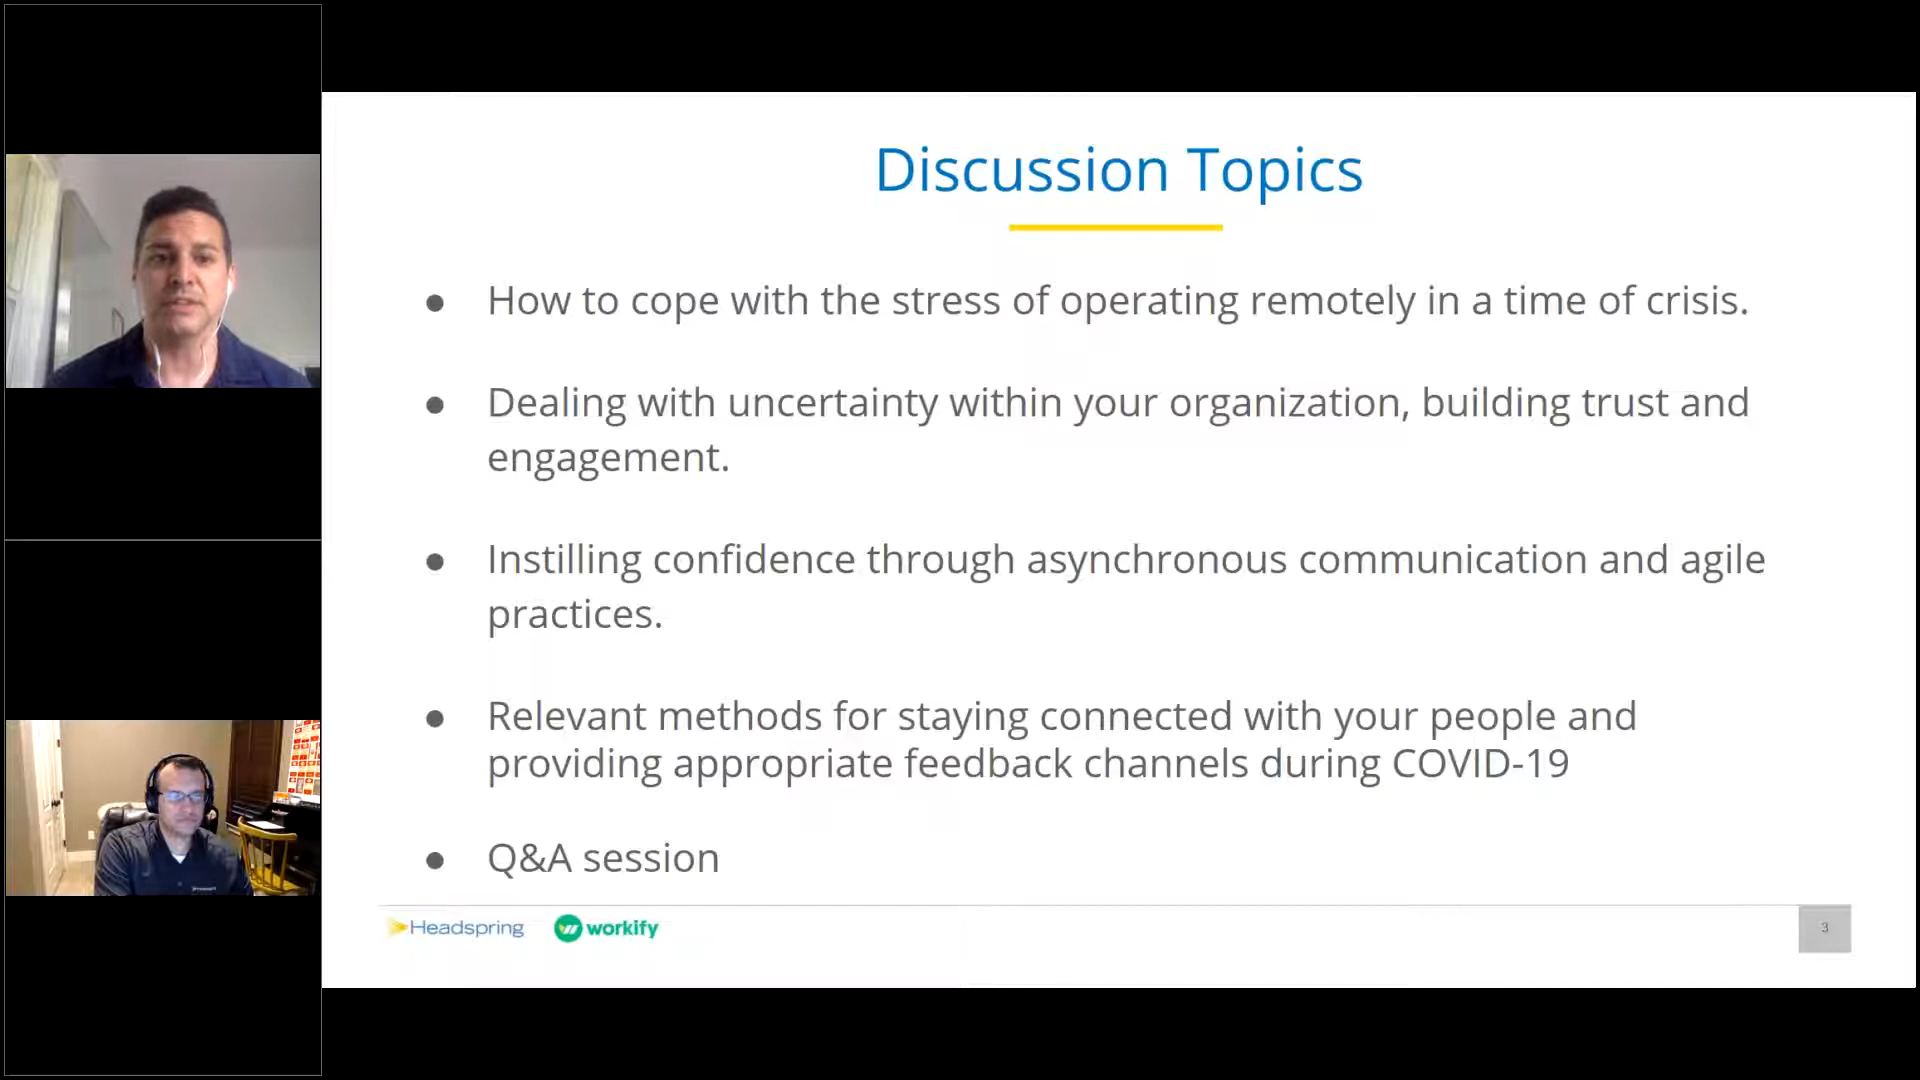 Discussion Topics
● How to cope with the stress of operating remotely in a time of crisis.
● Dealing with uncertainty within your organization, building trust and
engagement.
● Instilling confidence through asynchronous communication and agile
practices.
● Relevant methods for staying connected with your people and
providing appropriate feedback channels during COVID-19
● Q&A session
Headspring
workify
3